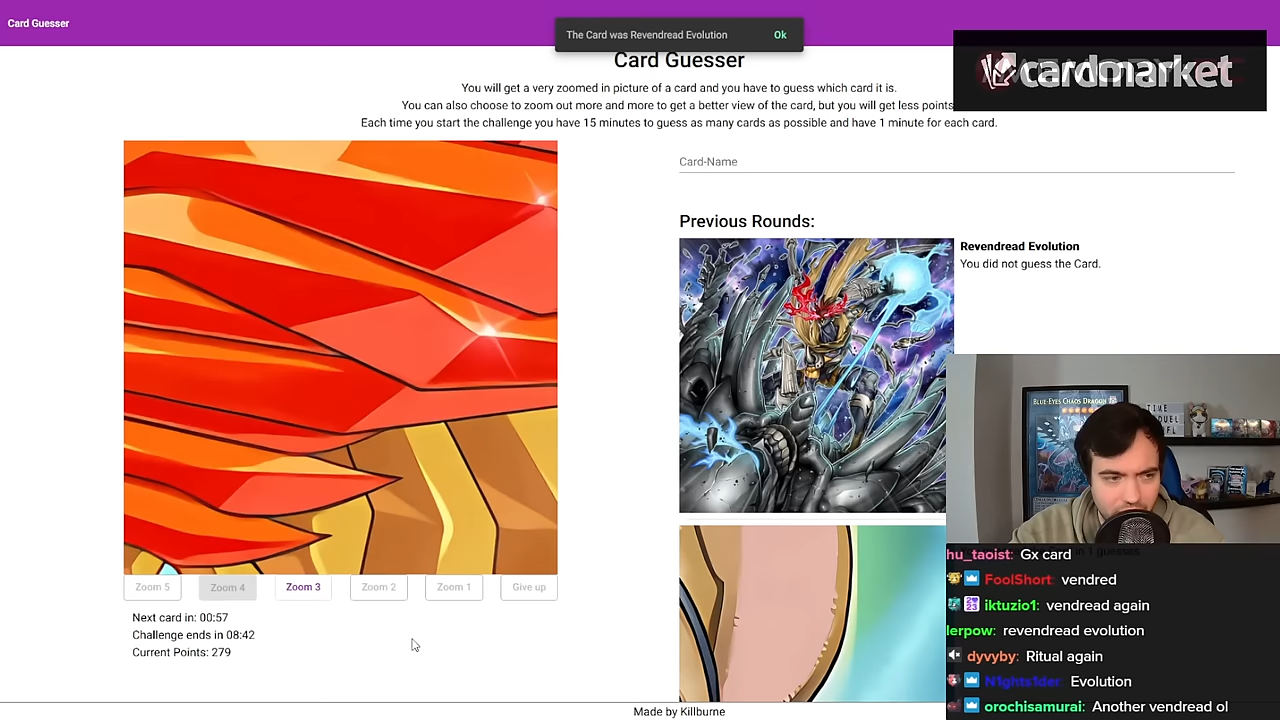 Card Guesser
The Card was Revendread Evolution
Ok
cardmarket
Card Guesser
You will get a very zoomed in picture of a card and you have to guess which card it is.
You can also choose to zoom out more and more to get a better view of the card, but you will get less points
Each time you start the challenge you have 15 minutes to guess as many cards as possible and have 1 minute for each card.
Card-Name
Previous Rounds:
Revendread Evolution
You did not guess the Card.
Zoom 5
Zoom 4
Zoom 3
Zoom 2
Zoom 1
Give up
Next card in: 00:57
Challenge ends in 08:42
Current Points: 279
BLUE-EYES CHAOS DRAGON
hu_taoist: Gx card
FoolShort: vendred
iktuzio1: vendread again
lerpow: revendread evolution
dyvyby: Ritual again
N1ghts1der: Evolution
orochisamurai: Another vendread ol
Made by Killburne